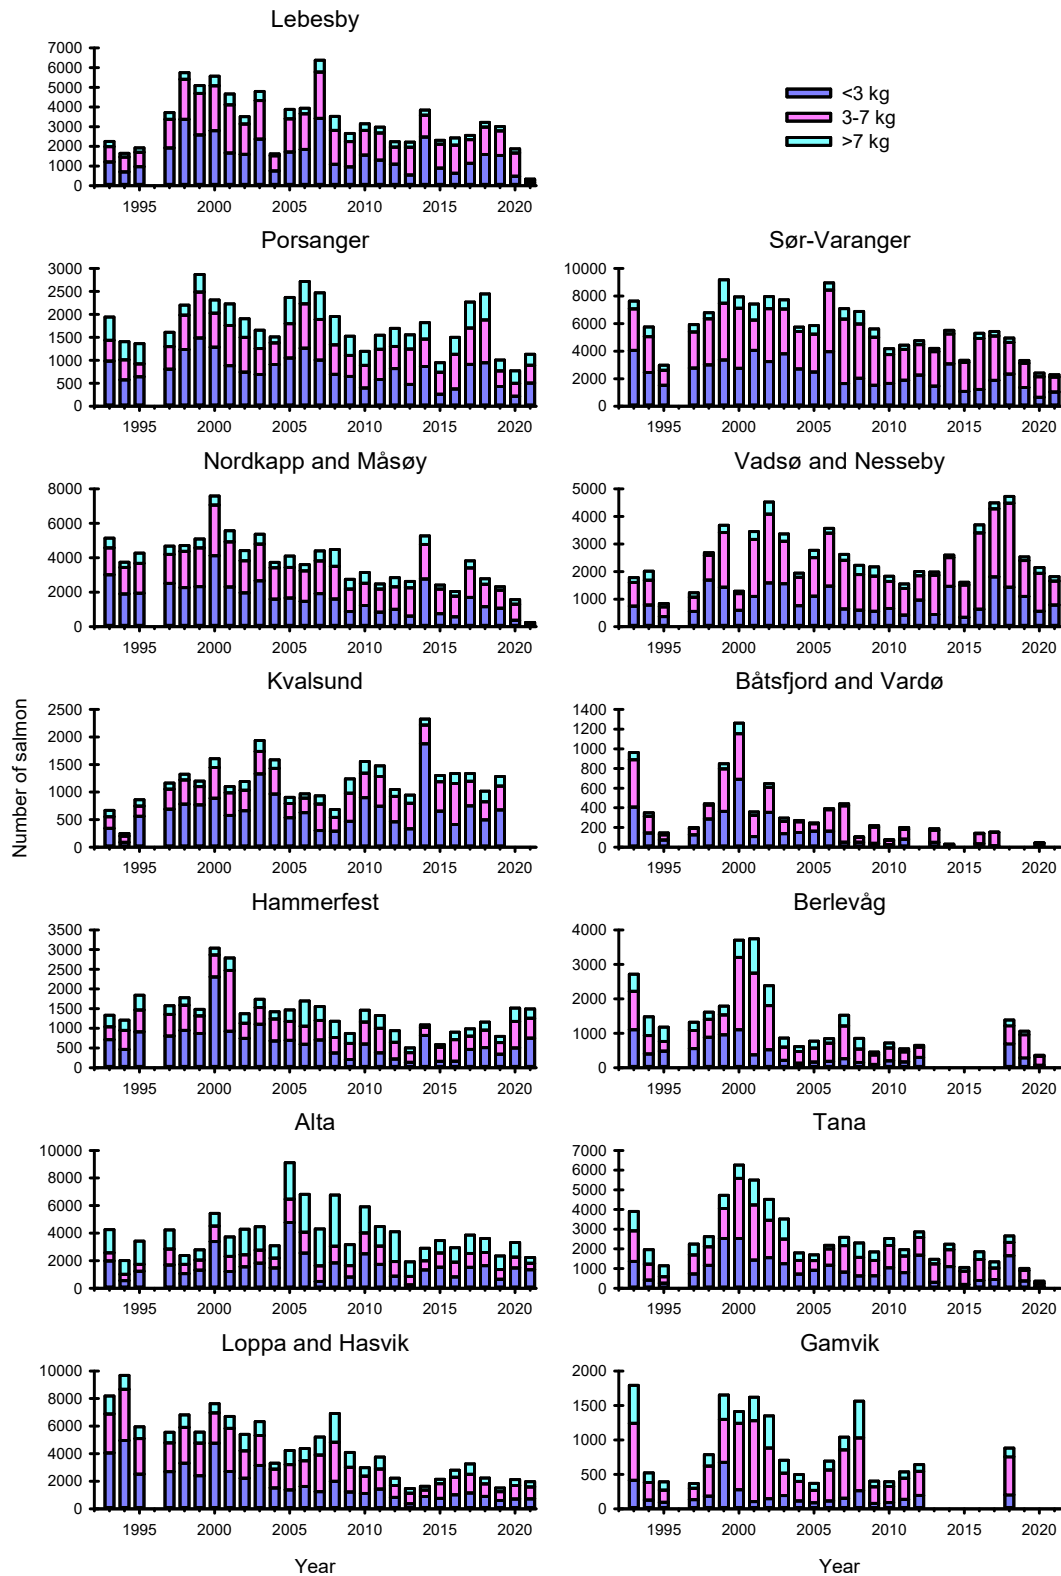 Lebesby
7000
6000
5000
4000
3000
2000
1000
0
1995 2000 2005 2010 2015 2020
<3 kg
3-7 kg
>7 kg
Porsanger
3000
2500
2000
1500
1000
500
0
1995 2000 2005 2010 2015 2020
Sør-Varanger
10000
8000
6000
4000
2000
0
1995 2000 2005 2010 2015 2020
Nordkapp and Måsøy
8000
6000
4000
2000
0
1995 2000 2005 2010 2015 2020
Vadsø and Nesseby
5000
4000
3000
2000
1000
0
1995 2000 2005 2010 2015 2020
Number of salmon
Kvalsund
2500
2000
1500
1000
500
0
1995 2000 2005 2010 2015 2020
Båtsfjord and Vardø
1400
1200
1000
800
600
400
200
0
1995 2000 2005 2010 2015 2020
Hammerfest
3500
3000
2500
2000
1500
1000
500
0
1995 2000 2005 2010 2015 2020
Berlevåg
4000
3000
2000
1000
0
1995 2000 2005 2010 2015 2020
Alta
10000
8000
6000
4000
2000
0
1995 2000 2005 2010 2015 2020
Tana
7000
6000
5000
4000
3000
2000
1000
0
1995 2000 2005 2010 2015 2020
Loppa and Hasvik
10000
8000
6000
4000
2000
0
1995 2000 2005 2010 2015 2020
Year
Gamvik
2000
1500
1000
500
0
1995 2000 2005 2010 2015 2020
Year